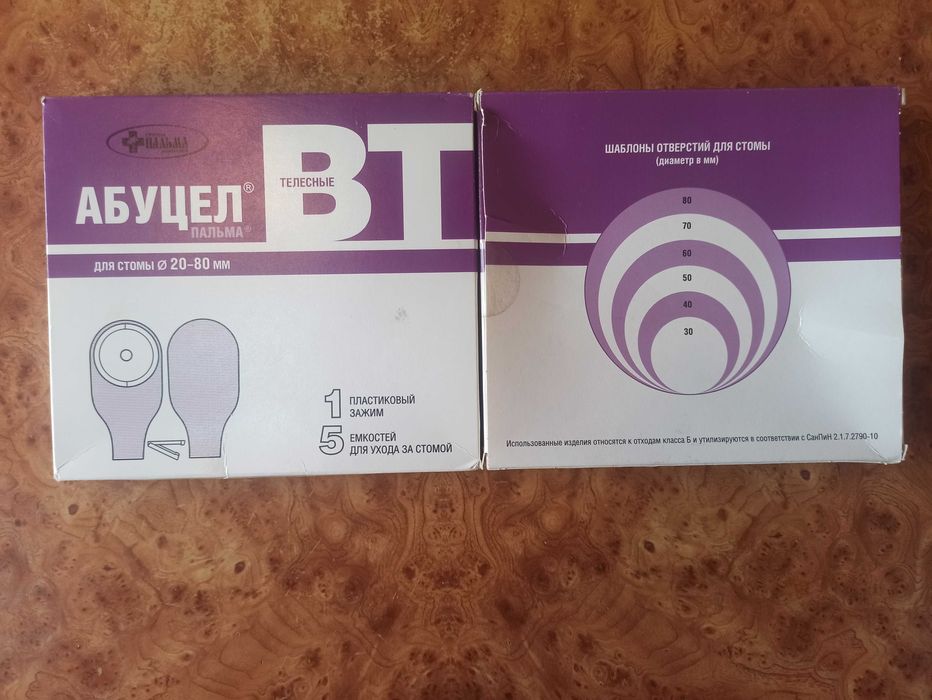 ПАЛЬМА
АБУЦЕЛ®
ПАЛЬМА®
ТЕЛЕСНЫЕ
ВТ
ДЛЯ СТОМЫ Ø 20-80 ММ
1 ПЛАСТИКОВЫЙ
ЗАЖИМ
5 ЕМКОСТЕЙ
ДЛЯ УХОДА ЗА СТОМОЙ
ШАБЛОНЫ ОТВЕРСТИЙ ДЛЯ СТОМЫ
(диаметр в мм)
80
70
60
50
40
30
Использованные изделия относятся к отходам класса Б и утилизируются в соответствии с СанПиН 2.1.7.2790-10